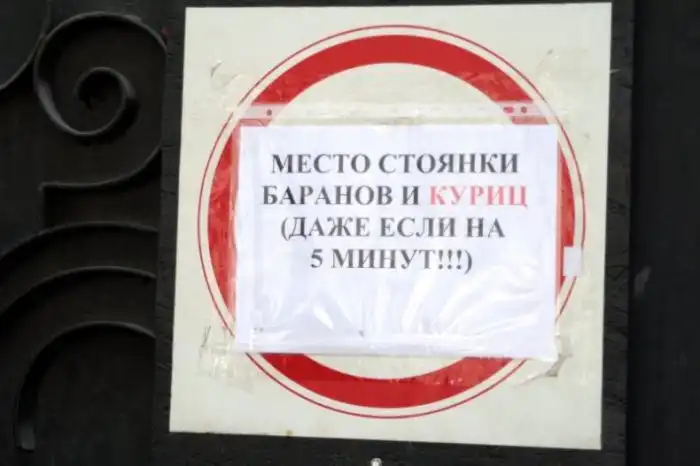 МЕСТО СТОЯНКИ
БАРАНОВ И КУРИЦ
(ДАЖЕ ЕСЛИ НА
5 МИНУТ!!!)